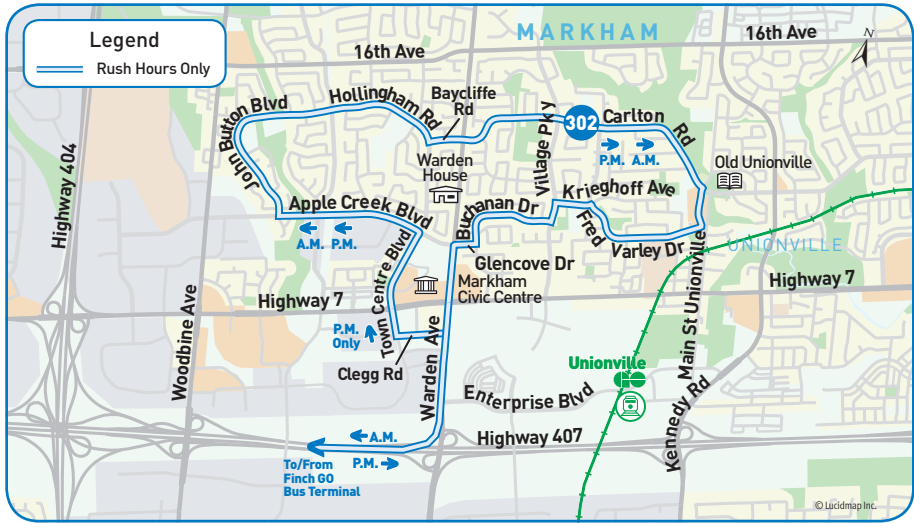 Legend
Rush Hours Only
MARKHAM
16th Ave
16th Ave
N
John Button Blvd
Hollingham Rd
Baycliffe
Rd
Village Pky
302
Carlton Rd
P.M. A.M.
Highway 404
Warden
House
Old Unionville
Krieghoff Ave
Buchanan Dr
Apple Creek Blvd
A.M. P.M.
Fred Varley Dr
UNIONVILLE
Glencove Dr
Markham
Civic Centre
Town Centre Blvd
Highway 7
Highway 7
P.M.
Only
Woodbine Ave
Clegg Rd
Warden Ave
Main St Unionville
Unionville
Enterprise Blvd
Kennedy Rd
A.M.
P.M.
Highway 407
To/From
Finch GO
Bus Terminal
© Lucidmap Inc.